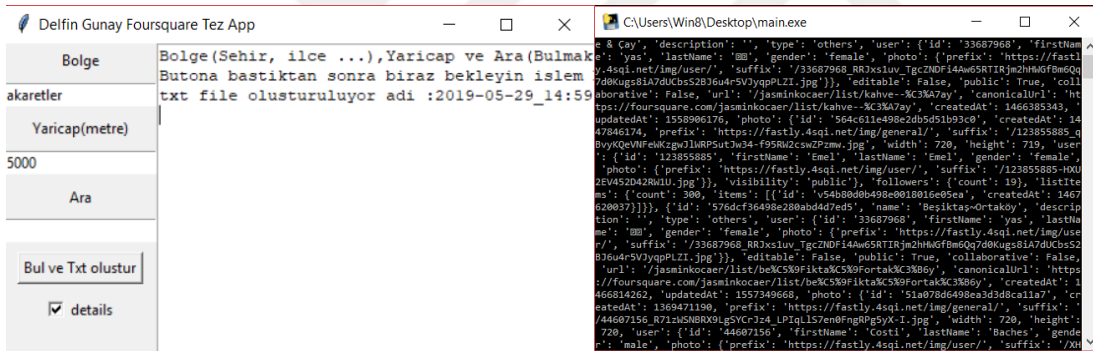 Delfin Gunay Foursquare Tez App
Bolge
akaretler
Yaricap(metre)
5000
Ara
Bul ve Txt olustur
details
Bolge(Sehir, ilce ...),Yaricap ve Ara(Bulmak
Butona bastiktan sonra biraz bekleyin islem
txt file olusturuluyor adi :2019-05-29_14:59
C:\Users\Win8\Desktop\main.exe
e & Çay', 'description': '', 'type': 'others', 'user': {'id': '33687968', 'firstNam
e': 'yas', 'lastName': '', 'gender': 'female', 'photo': {'prefix': 'https://fastl
y.4sqi.net/img/user/', 'suffix': '/33687968_RRJxs1uv_TgcZNDFi4Aw65RTIRjm2hHWGfBm6Qq
7d0Kugs8iA7dUCbsS2BJ6u4r5VJyqpPLZI.jpg'}}, 'editable': False, 'public': True, 'coll
aborative': False, 'url': '/jasminkocaer/list/kahve--%C3%A7ay', 'canonicalUrl': 'ht
tps://foursquare.com/jasminkocaer/list/kahve--%C3%A7ay', 'createdAt': 1466385343, '
updatedAt': 1558906176, 'photo': {'id': '564c611e498e2db5d51b93c0', 'createdAt': 14
47846174, 'prefix': 'https://fastly.4sqi.net/img/general/', 'suffix': '/123855885_q
BvyKQeVNFeWKzgwJlWRPSutJw34-f95RW2cswZPzmw.jpg', 'width': 720, 'height': 719, 'user
': {'id': '123855885', 'firstName': 'Emel', 'lastName': 'Emel', 'gender': 'female',
'photo': {'prefix': 'https://fastly.4sqi.net/img/user/', 'suffix': '/123855885-HXU
2EV452D42RW1U.jpg'}}, 'visibility': 'public'}, 'followers': {'count': 19}, 'listIte
ms': {'count': 300, 'items': [{'id': 'v54b80d0b498e0018016e05ea', 'createdAt': 1467
620037}]}}, {'id': '576dcf36498e280abd4d7ed5', 'name': 'Beşiktaş~Ortaköy', 'descrip
tion': '', 'type': 'others', 'user': {'id': '33687968', 'firstName': 'yas', 'lastNa
me': '', 'gender': 'female', 'photo': {'prefix': 'https://fastly.4sqi.net/img/use
r/', 'suffix': '/33687968_RRJxs1uv_TgcZNDFi4Aw65RTIRjm2hHWGfBm6Qq7d0Kugs8iA7dUCbsS2
BJ6u4r5VJyqpPLZI.jpg'}}, 'editable': False, 'public': True, 'collaborative': False,
'url': '/jasminkocaer/list/be%C5%9Fikta%C5%9Fortak%C3%B6y', 'canonicalUrl': 'https
://foursquare.com/jasminkocaer/list/be%C5%9Fikta%C5%9Fortak%C3%B6y', 'createdAt': 1
466814262, 'updatedAt': 1557349668, 'photo': {'id': '51a078d6498ea3d3d8ca11a7', 'cr
eatedAt': 1369471190, 'prefix': 'https://fastly.4sqi.net/img/general/', 'suffix': '
/44607156_R71zWSNBRX9LgSYCrJz4_LPIqLlS7en0FngRPg5yX-I.jpg', 'width': 720, 'height':
720, 'user': {'id': '44607156', 'firstName': 'Costi', 'lastName': 'Baches', 'gende
r': 'male', 'photo': {'prefix': 'https://fastly.4sqi.net/img/user/', 'suffix': '/XH